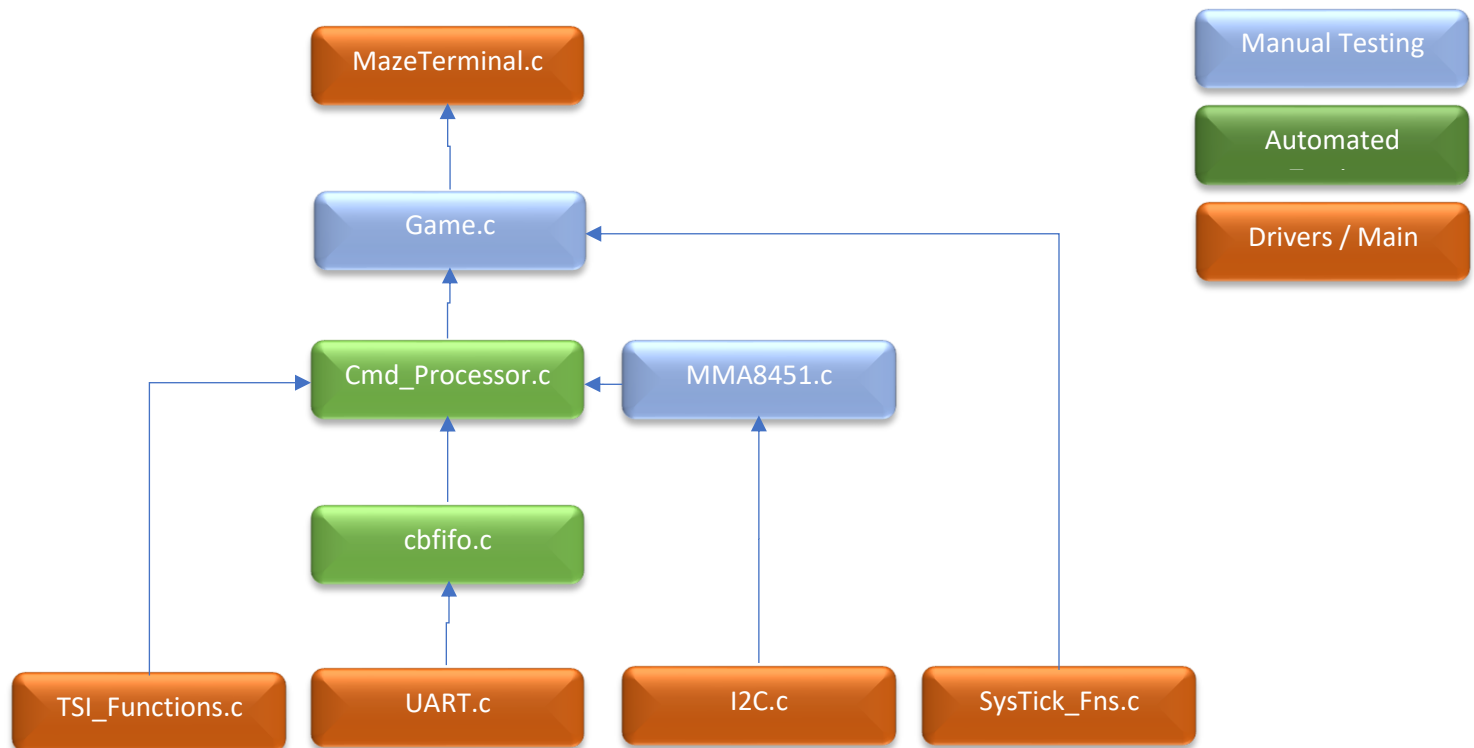 MazeTerminal.c
Manual Testing
Automated
Game.c
Drivers / Main
Cmd_Processor.c
MMA8451.c
cbfifo.c
TSI_Functions.c
UART.c
I2C.c
SysTick_Fns.c